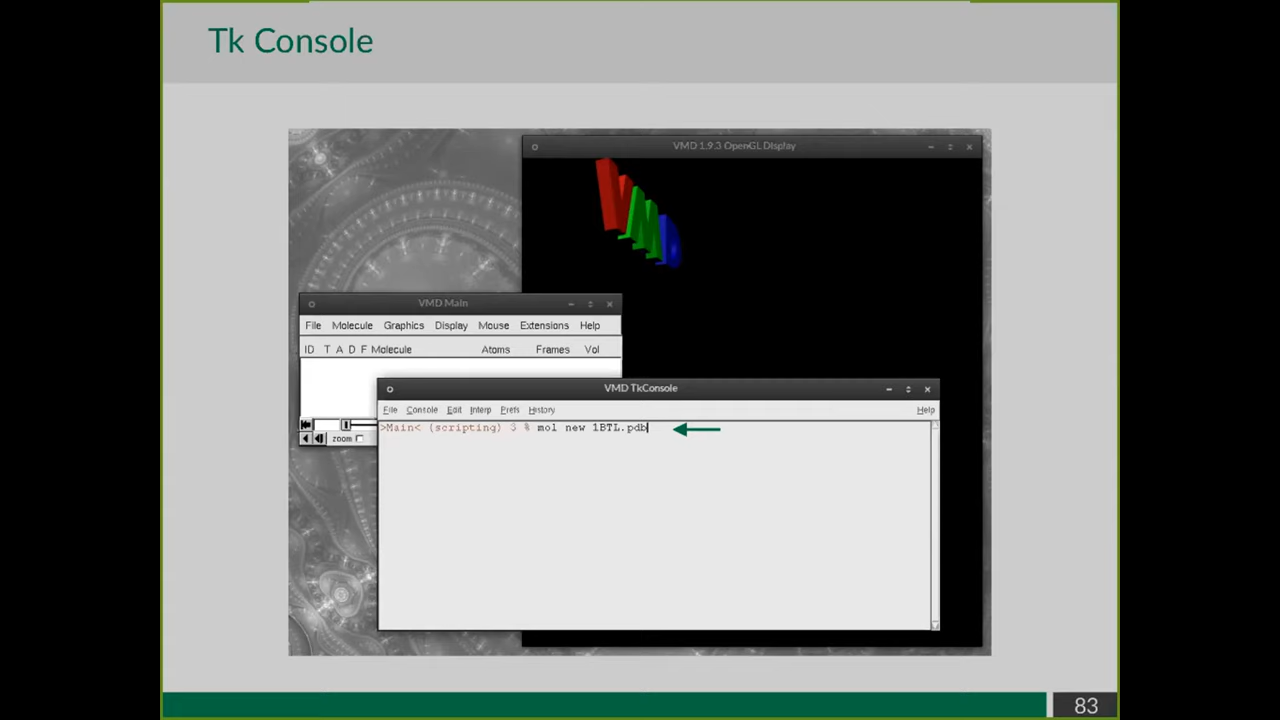 Tk Console
VMD 1.9.3 OpenGL Display
VMD
VMD Main
File Molecule Graphics Display Mouse Extensions Help
ID T A D F Molecule Atoms Frames Vol
zoom
VMD TkConsole
File Console Edit Interp Prefs History Help
>Main< (scripting) 3 % mol new 1BTL.pdb
83